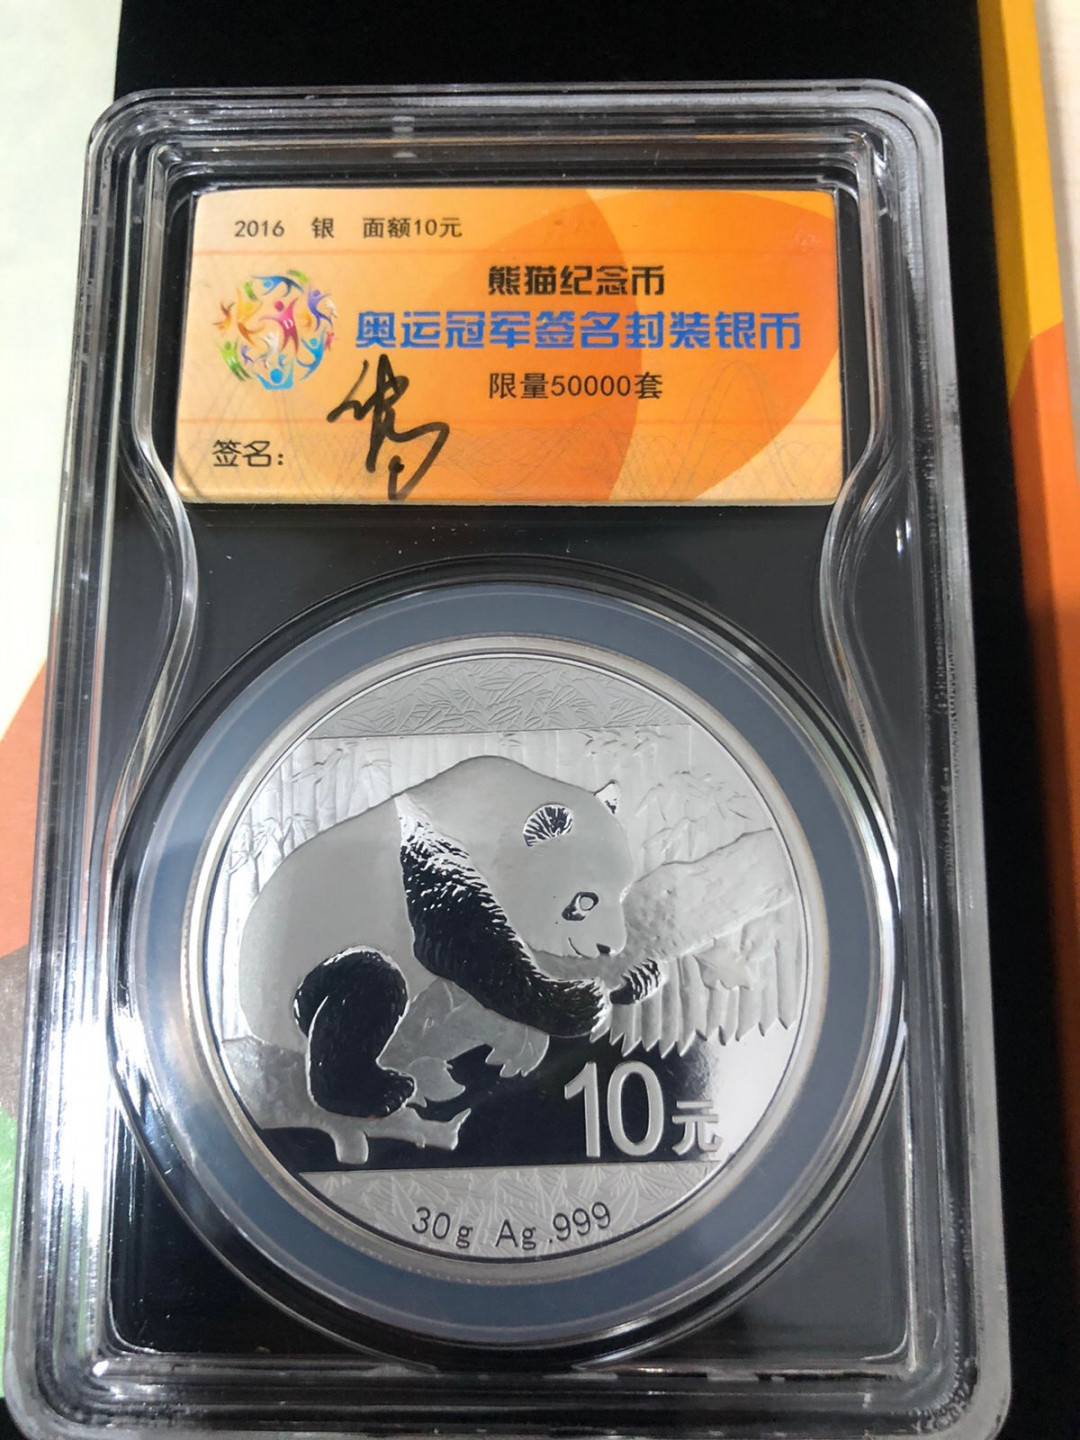 2016 银 面额10元
熊猫纪念币
奥运冠军签名封装银币
限量50000套
签名：
10元
30g Ag.999